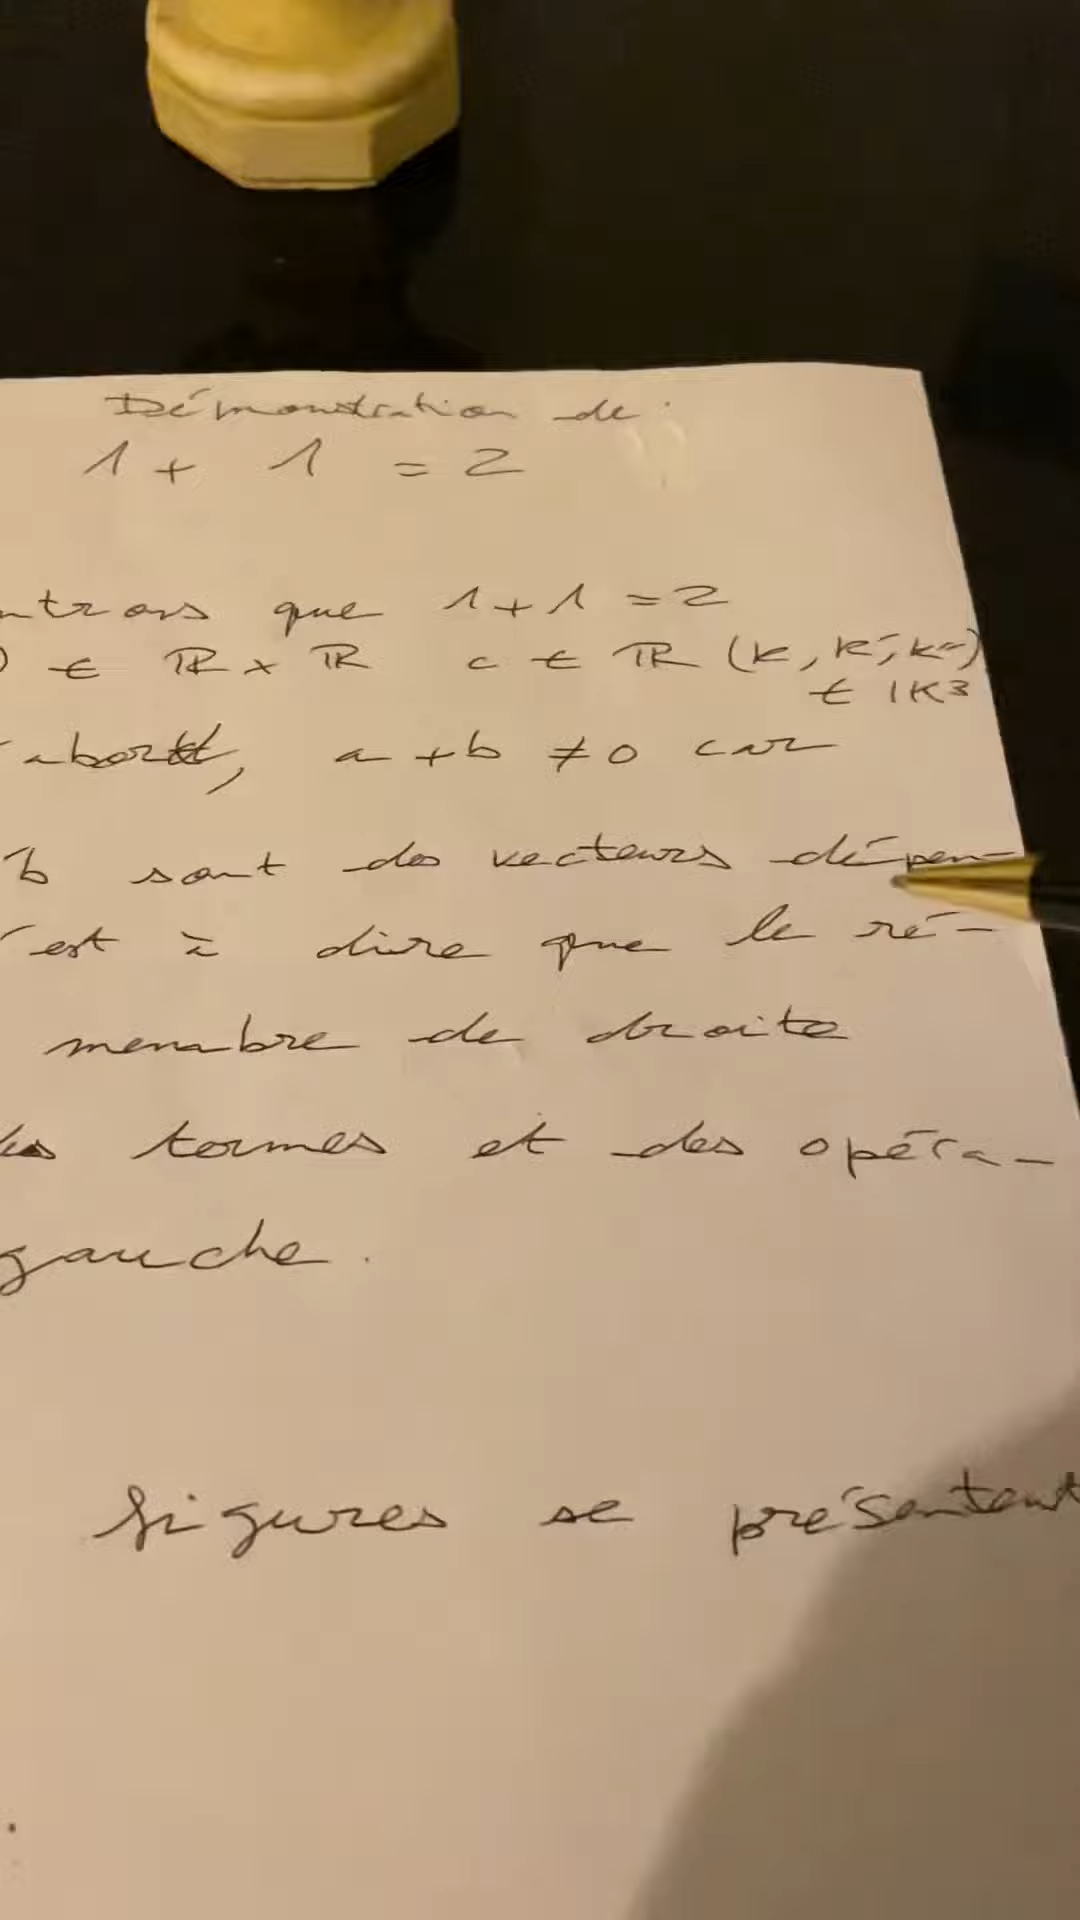 Démonstration de :
1 + 1 = 2
ntrons que 1+1 = 2
) ∈ ℝ x ℝ c ∈ ℝ (k, k', k'')
∈ 𝕂3
abord, a + b ≠ 0 car
b sont des vecteurs dépen-
'est à dire que le ré-
membre de droite
termes et des opéra-
gauche.
figures se présentent